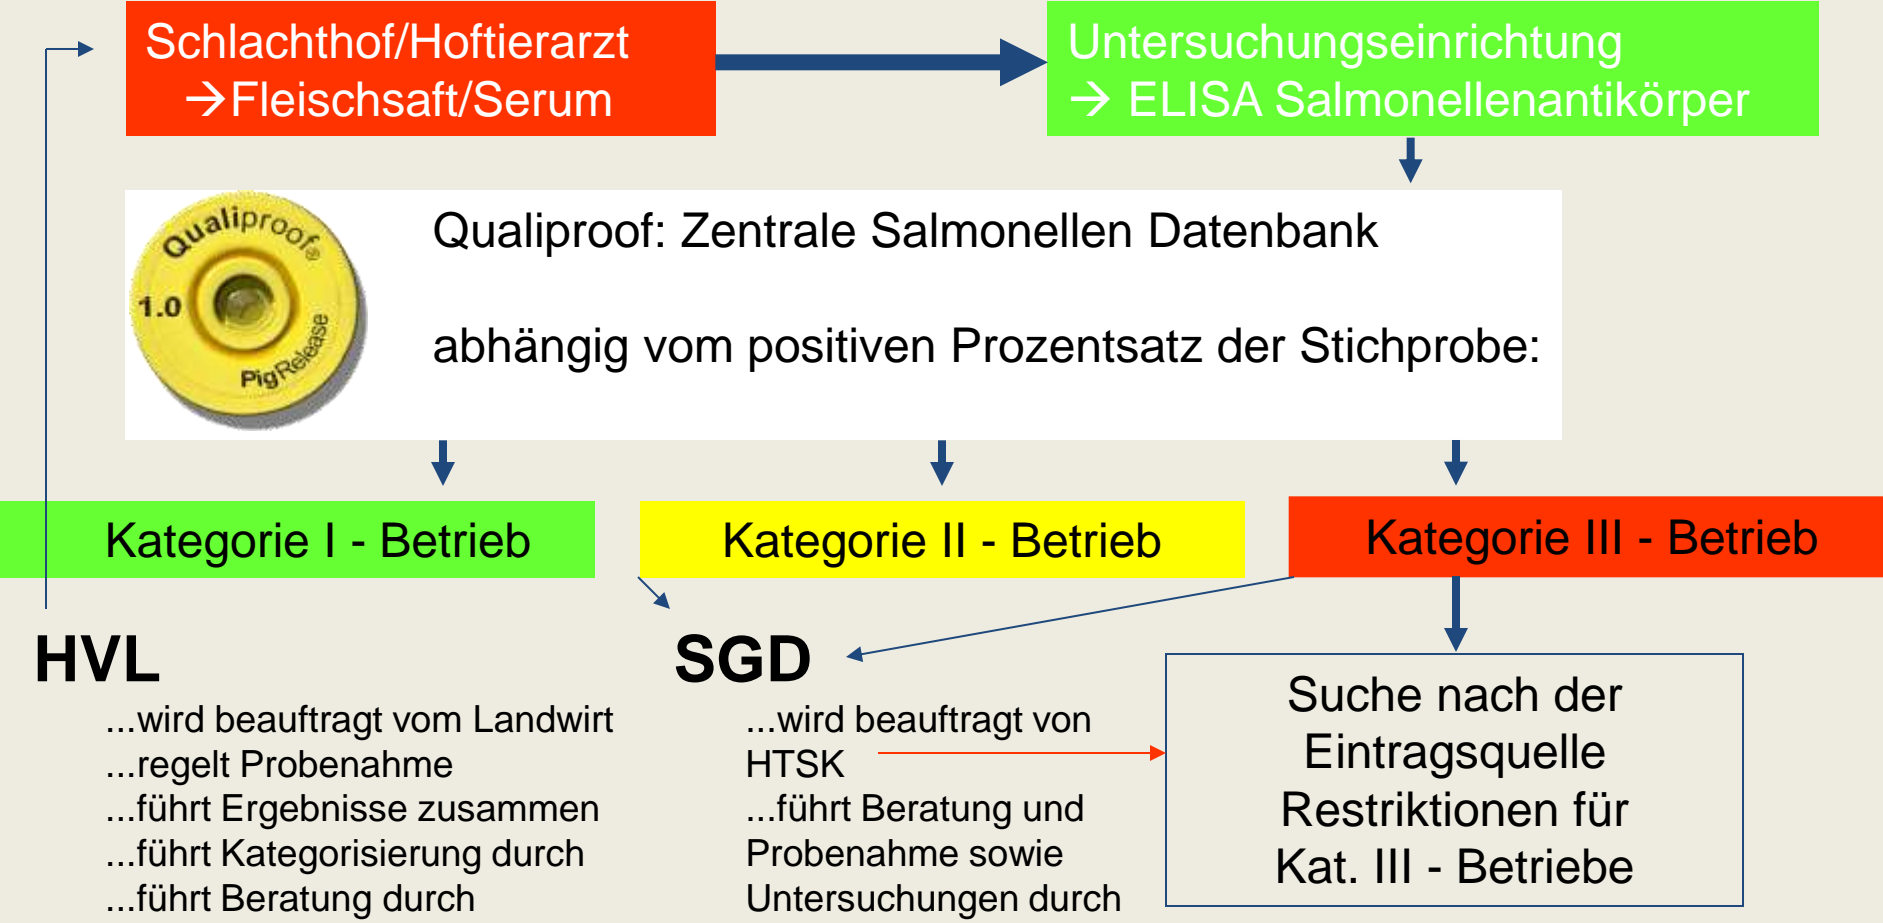 Schlachthof/Hoftierarzt
→Fleischsaft/Serum
Untersuchungseinrichtung
→ ELISA Salmonellenantikörper
Qualiproof®
1.0
PigRelease
Qualiproof: Zentrale Salmonellen Datenbank
abhängig vom positiven Prozentsatz der Stichprobe:
Kategorie I - Betrieb
Kategorie II - Betrieb
Kategorie III - Betrieb
HVL
...wird beauftragt vom Landwirt
...regelt Probenahme
...führt Ergebnisse zusammen
...führt Kategorisierung durch
...führt Beratung durch
SGD
...wird beauftragt von
HTSK
...führt Beratung und
Probenahme sowie
Untersuchungen durch
Suche nach der
Eintragsquelle
Restriktionen für
Kat. III - Betriebe